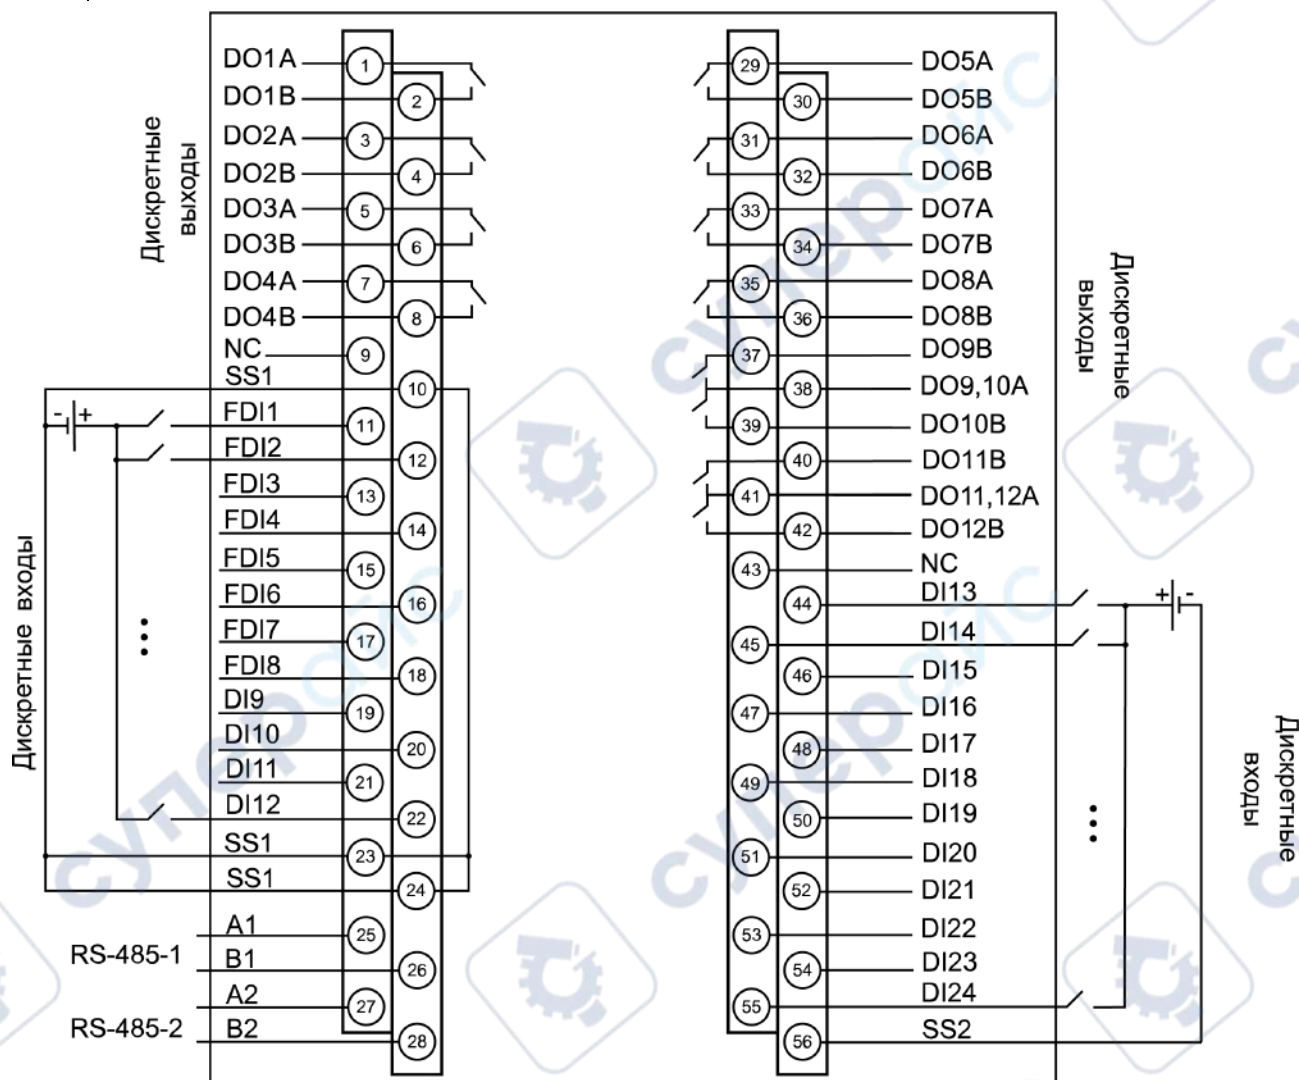 Дискретные
выходы
DO1A 1
DO1B 2
DO2A 3
DO2B 4
DO3A 5
DO3B 6
DO4A 7
DO4B 8
NC 9
SS1 10
- +
FDI1 11
FDI2 12
FDI3 13
FDI4 14
FDI5 15
FDI6 16
FDI7 17
FDI8 18
DI9 19
DI10 20
DI11 21
DI12 22
SS1 23
SS1 24
Дискретные входы
RS-485-1
A1 25
B1 26
RS-485-2
A2 27
B2 28
29 DO5A
30 DO5B
31 DO6A
32 DO6B
33 DO7A
34 DO7B
35 DO8A
36 DO8B
37 DO9B
38 DO9,10A
39 DO10B
40 DO11B
41 DO11,12A
42 DO12B
43 NC
44 DI13
+ -
45 DI14
46 DI15
47 DI16
48 DI17
49 DI18
50 DI19
51 DI20
52 DI21
53 DI22
54 DI23
55 DI24
56 SS2
Дискретные
выходы
Дискретные
входы
суперайс
суперайс
суперайс